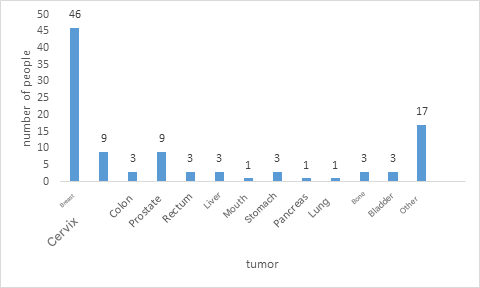 50
45
40
35
30
25
20
15
10
5
0
number of people
46
9
3
9
3
3
1
3
1
1
3
3
17
Breast
Cervix
Colon
Prostate
Rectum
Liver
Mouth
Stomach
Pancreas
Lung
Bone
Bladder
Other
tumor